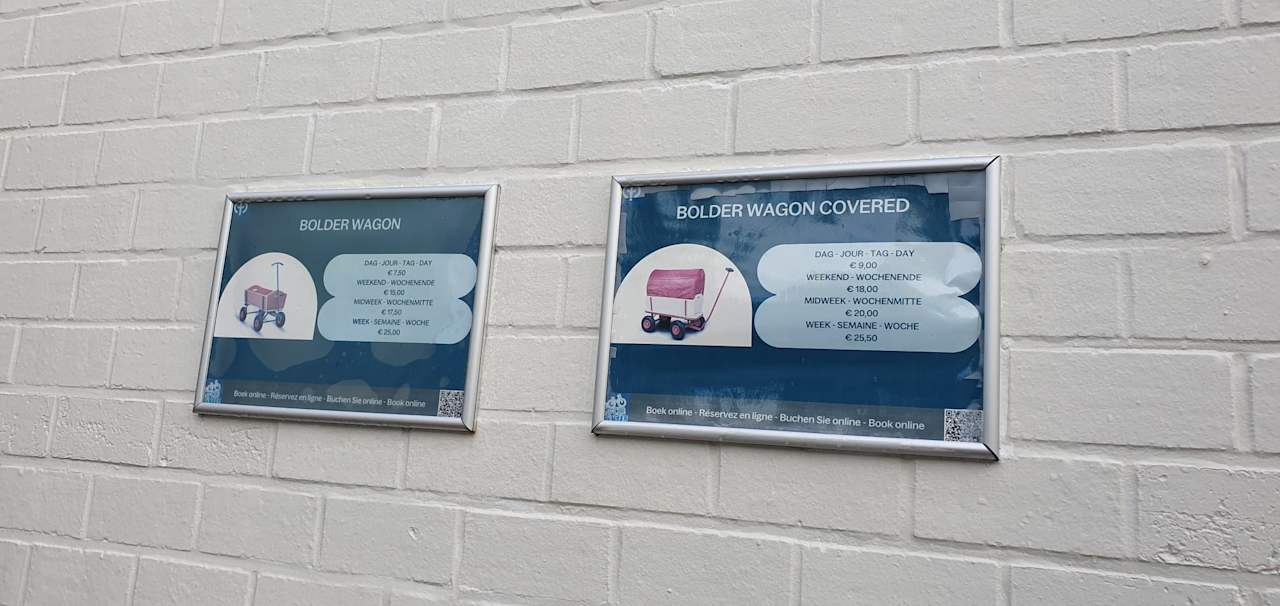 BOLDER WAGON
DAG - JOUR - TAG - DAY
€ 7,50
WEEKEND - WOCHENENDE
€ 15,00
MIDWEEK - WOCHENMITTE
€ 17,50
WEEK - SEMAINE - WOCHE
€ 25,00
Boek online - Réservez en ligne - Buchen Sie online - Book online
BOLDER WAGON COVERED
DAG - JOUR - TAG - DAY
€ 9,00
WEEKEND - WOCHENENDE
€ 18,00
MIDWEEK - WOCHENMITTE
€ 20,00
WEEK - SEMAINE - WOCHE
€ 25,50
Boek online - Réservez en ligne - Buchen Sie online - Book online